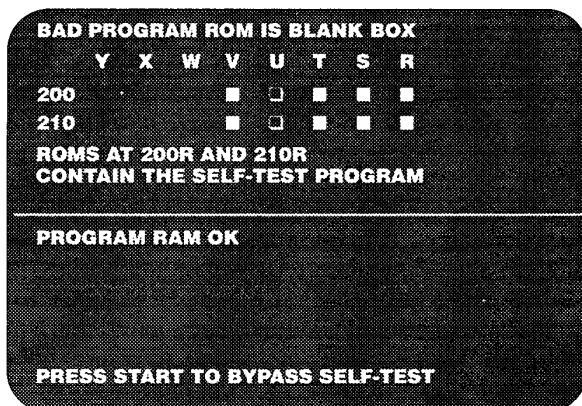 BAD PROGRAM ROM IS BLANK BOX
Y X W V U T S R
200
210
ROMS AT 200R AND 210R
CONTAIN THE SELF-TEST PROGRAM
PROGRAM RAM OK
PRESS START TO BYPASS SELF-TEST